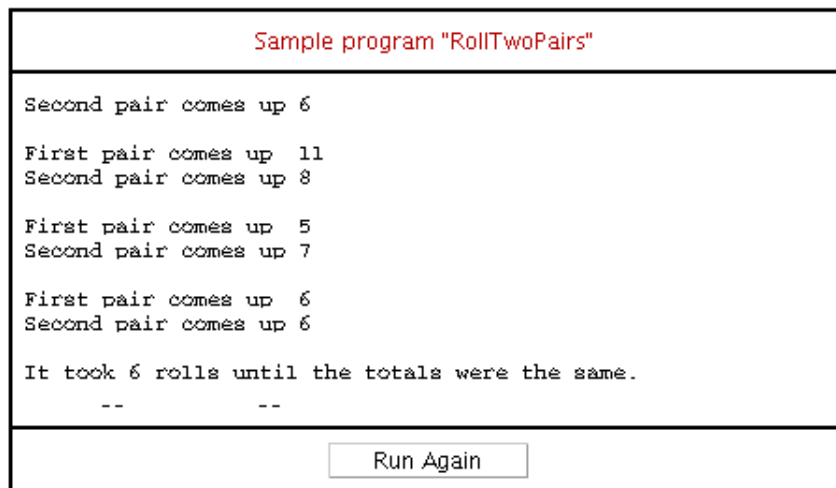 Sample program "RollTwoPairs"
Second pair comes up 6
First pair comes up  11
Second pair comes up 8
First pair comes up  5
Second pair comes up 7
First pair comes up  6
Second pair comes up 6
It took 6 rolls until the totals were the same.
--          --
Run Again